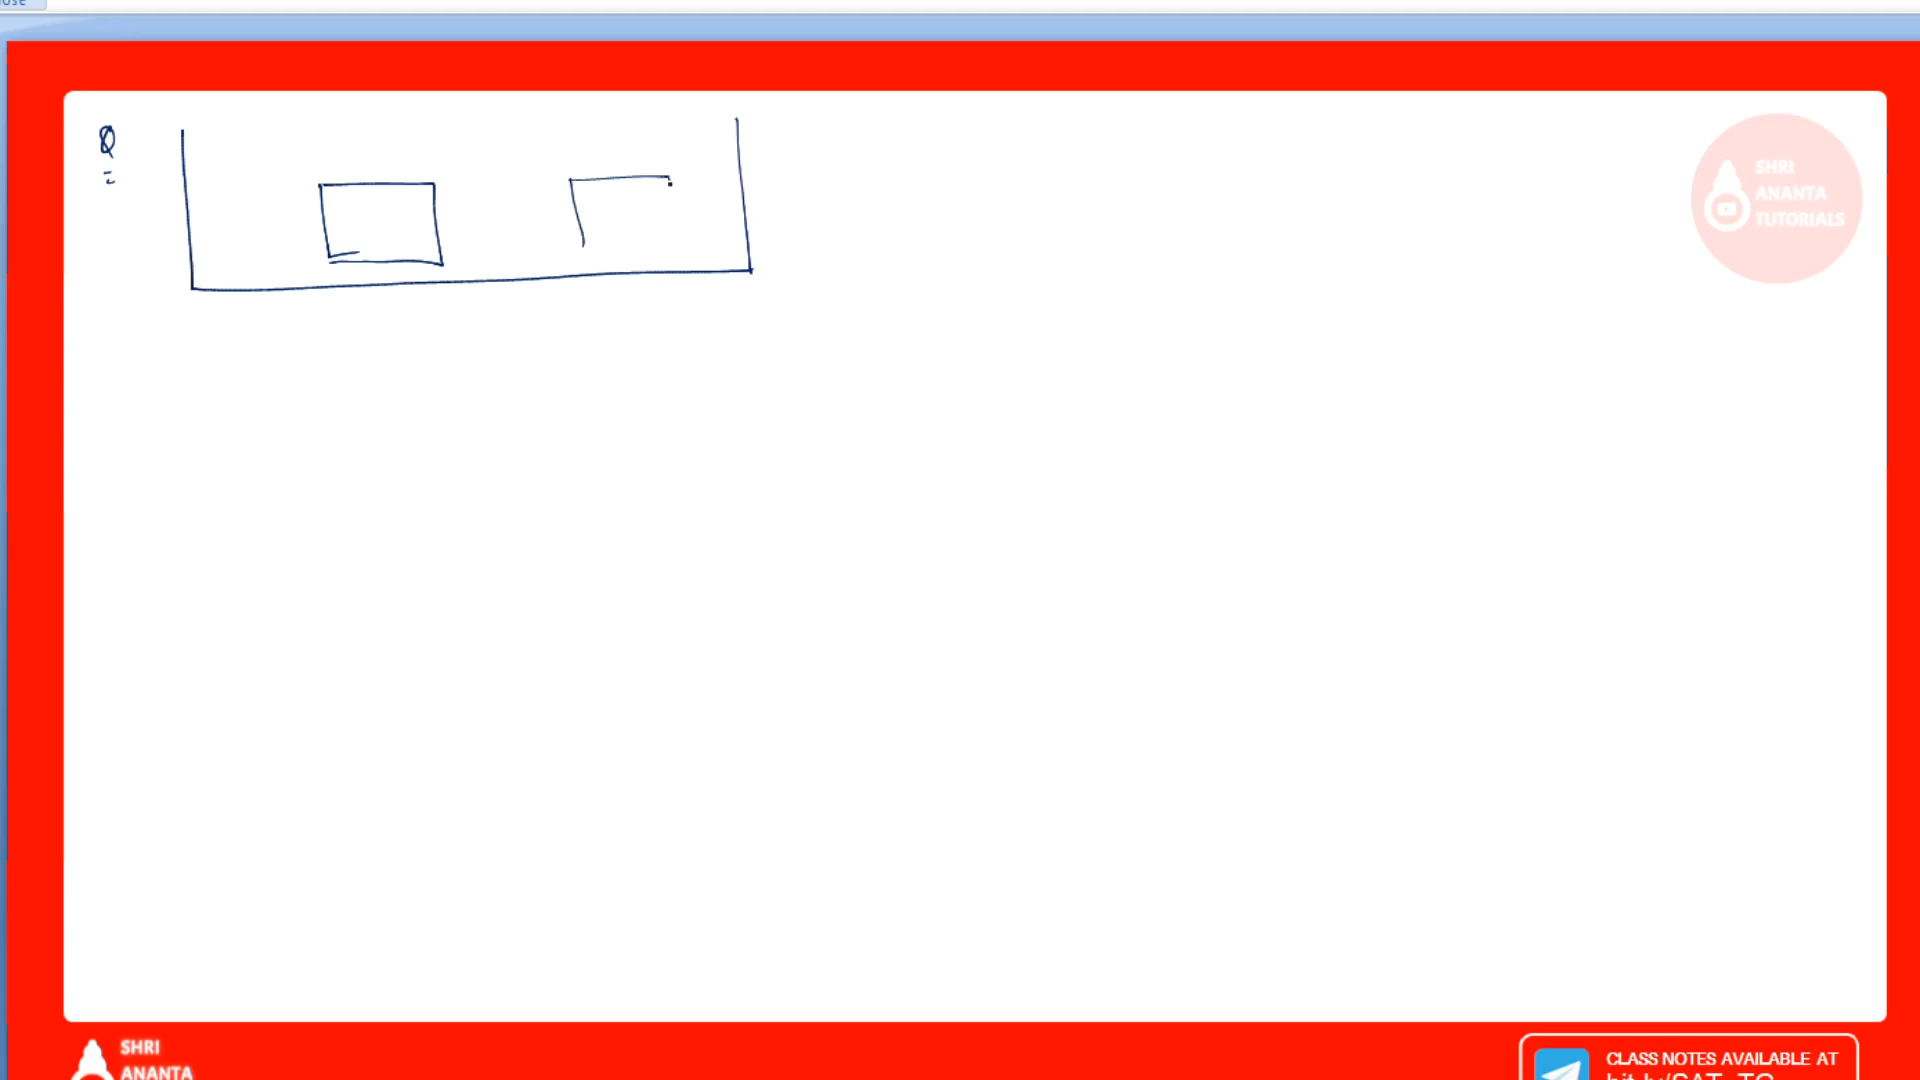 Q
SHRI
ANANTA
TUTORIALS
SHRI
ANANTA
CLASS NOTES AVAILABLE AT